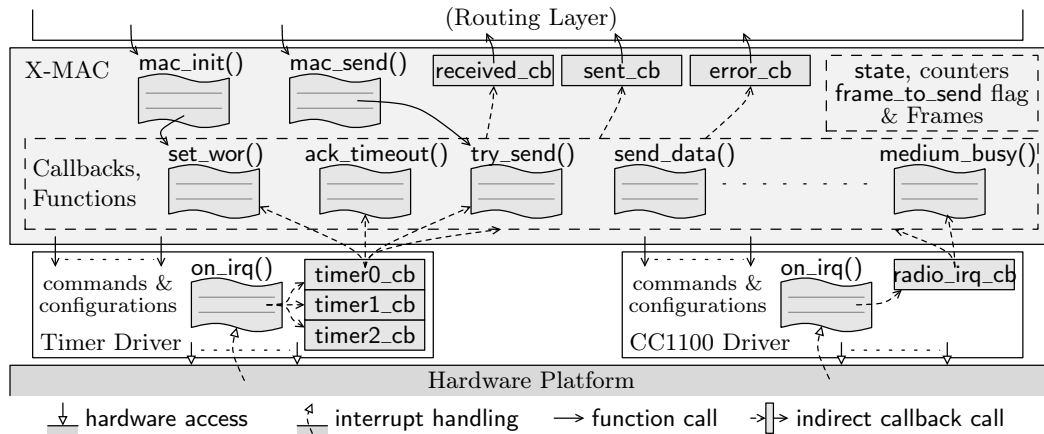 (Routing Layer)
X-MAC
mac_init()
mac_send()
received_cb
sent_cb
error_cb
state, counters
frame_to_send flag
& Frames
Callbacks,
Functions
set_wor()
ack_timeout()
try_send()
send_data()
medium_busy()
commands &
configurations
on_irq()
timer0_cb
timer1_cb
timer2_cb
Timer Driver
commands &
configurations
on_irq()
radio_irq_cb
CC1100 Driver
Hardware Platform
hardware access
interrupt handling
function call
indirect callback call